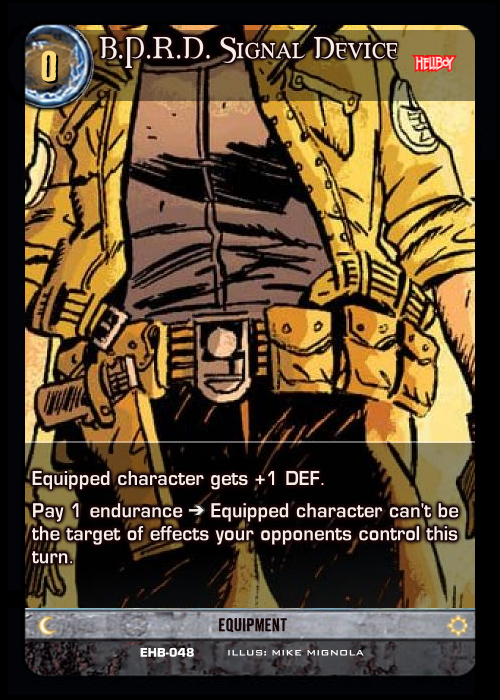 0
B.P.R.D. Signal Device
HELLBOY
Equipped character gets +1 DEF.
Pay 1 endurance ➔ Equipped character can't be
the target of effects your opponents control this
turn.
EQUIPMENT
EHB-048 ILLUS: MIKE MIGNOLA